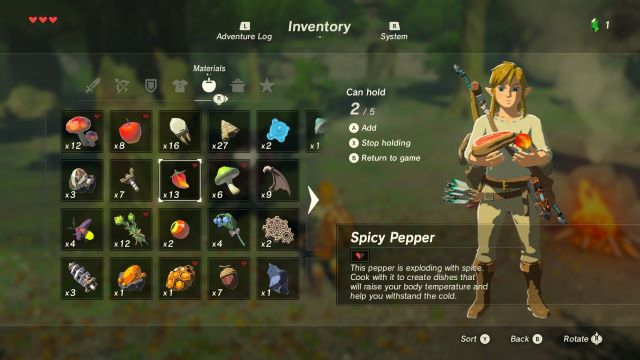 L
Inventory
R
1
Adventure Log
System
Materials
R
Can hold
2 / 5
A Add
X Stop holding
B Return to game
x12
x8
x16
x27
x2
x3
x7
x13
x6
x9
x4
x12
x2
x4
x2
x3
x1
x1
x7
x1
Spicy Pepper
This pepper is exploding with spice.
Cook with it to create dishes that
will raise your body temperature and
help you withstand the cold.
Sort Y
Back B
Rotate R